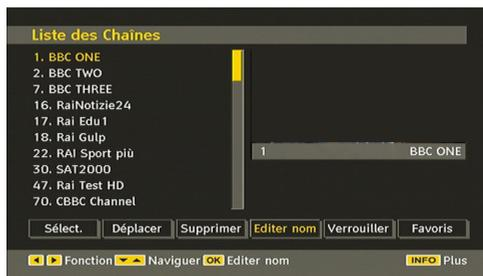 Liste des Chaînes
1. BBC ONE
2. BBC TWO
7. BBC THREE
16. RaiNotizie24
17. Rai Edu1
18. Rai Gulp
22. RAI Sport più
30. SAT2000
47. Rai Test HD
70. CBBC Channel
1 BBC ONE
Sélect. Déplacer Supprimer Editer nom Verrouiller Favoris
Fonction Naviguer OK Editer nom INFO Plus